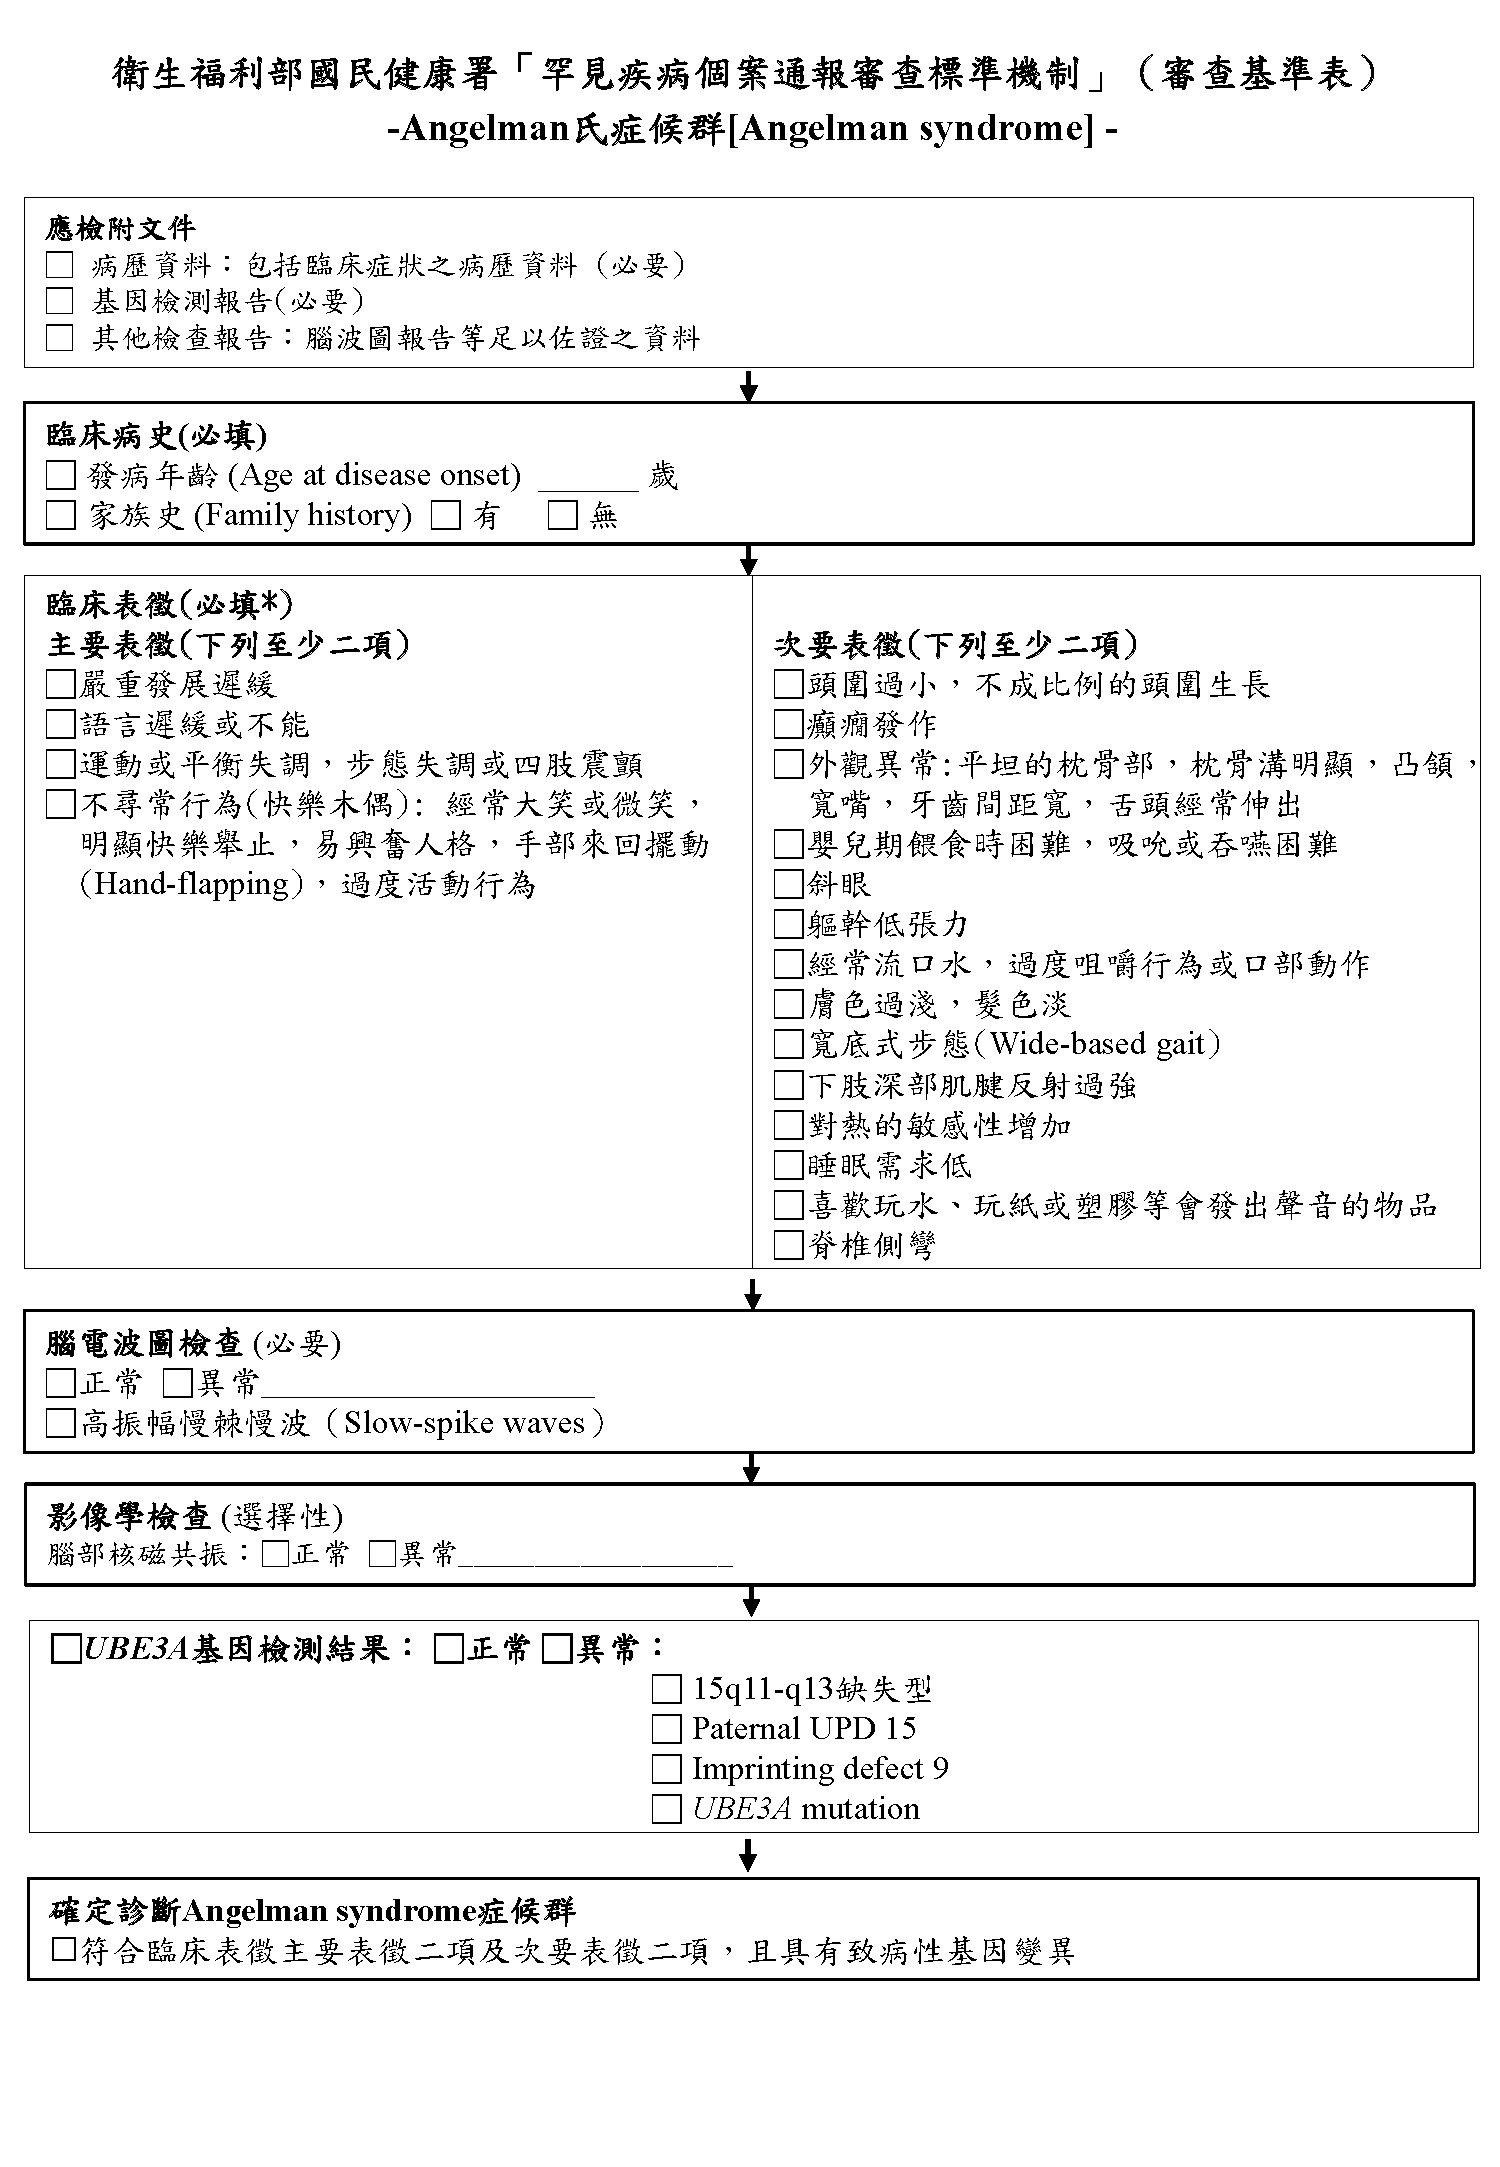 衛生福利部國民健康署「罕見疾病個案通報審查標準機制」（審查基準表）
-Angelman氏症候群[Angelman syndrome] -
應檢附文件
□ 病歷資料：包括臨床症狀之病歷資料（必要）
□ 基因檢測報告(必要)
□ 其他檢查報告：腦波圖報告等足以佐證之資料
臨床病史(必填)
□ 發病年齡 (Age at disease onset) ______ 歲
□ 家族史 (Family history) □ 有 □ 無
臨床表徵(必填*)
主要表徵(下列至少二項)
□嚴重發展遲緩
□語言遲緩或不能
□運動或平衡失調，步態失調或四肢震顫
□不尋常行為(快樂木偶)：經常大笑或微笑，
明顯快樂舉止，易興奮人格，手部來回擺動
(Hand-flapping)，過度活動行為
次要表徵(下列至少二項)
□頭圍過小，不成比例的頭圍生長
□癲癇發作
□外觀異常:平坦的枕骨部，枕骨溝明顯，凸頷，
寬嘴，牙齒間距寬，舌頭經常伸出
□嬰兒期餵食時困難，吸吮或吞嚥困難
□斜眼
□軀幹低張力
□經常流口水，過度咀嚼行為或口部動作
□膚色過淺，髮色淡
□寬底式步態(Wide-based gait)
□下肢深部肌腱反射過強
□對熱的敏感性增加
□睡眠需求低
□喜歡玩水、玩紙或塑膠等會發出聲音的物品
□脊椎側彎
腦電波圖檢查 (必要)
□正常 □異常____________________
□高振幅慢棘慢波（Slow-spike waves）
影像學檢查 (選擇性)
腦部核磁共振：□正常 □異常__________________
□UBE3A基因檢測結果： □正常 □異常：
□ 15q11-q13缺失型
□ Paternal UPD 15
□ Imprinting defect 9
□ UBE3A mutation
確定診斷Angelman syndrome症候群
□符合臨床表徵主要表徵二項及次要表徵二項，且具有致病性基因變異